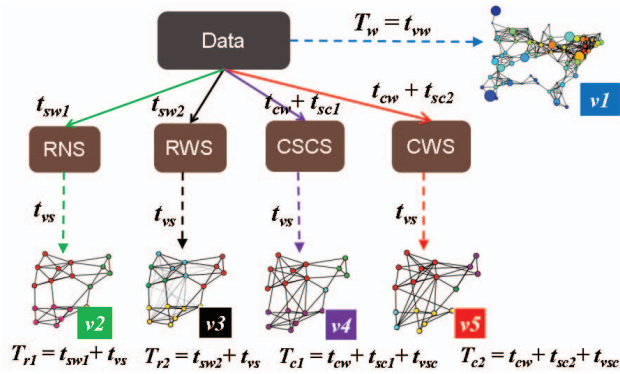 Data
T_w = t_vw
v1
t_sw1
t_sw2
t_cw + t_sc1
t_cw + t_sc2
RNS
RWS
CSCS
CWS
t_vs
t_vs
t_vs
t_vs
v2
v3
v4
v5
T_r1 = t_sw1 + t_vs
T_r2 = t_sw2 + t_vs
T_c1 = t_cw + t_sc1 + t_vsc
T_c2 = t_cw + t_sc2 + t_vsc